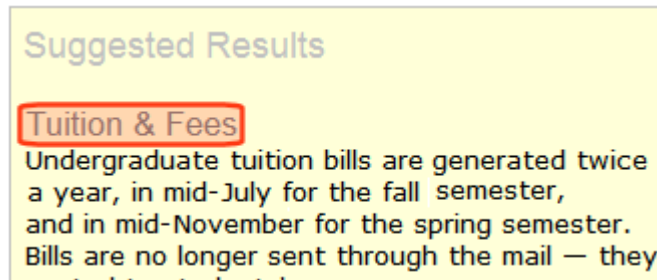 Suggested Results
Tuition & Fees
Undergraduate tuition bills are generated twice
a year, in mid-July for the fall semester,
and in mid-November for the spring semester.
Bills are no longer sent through the mail — they